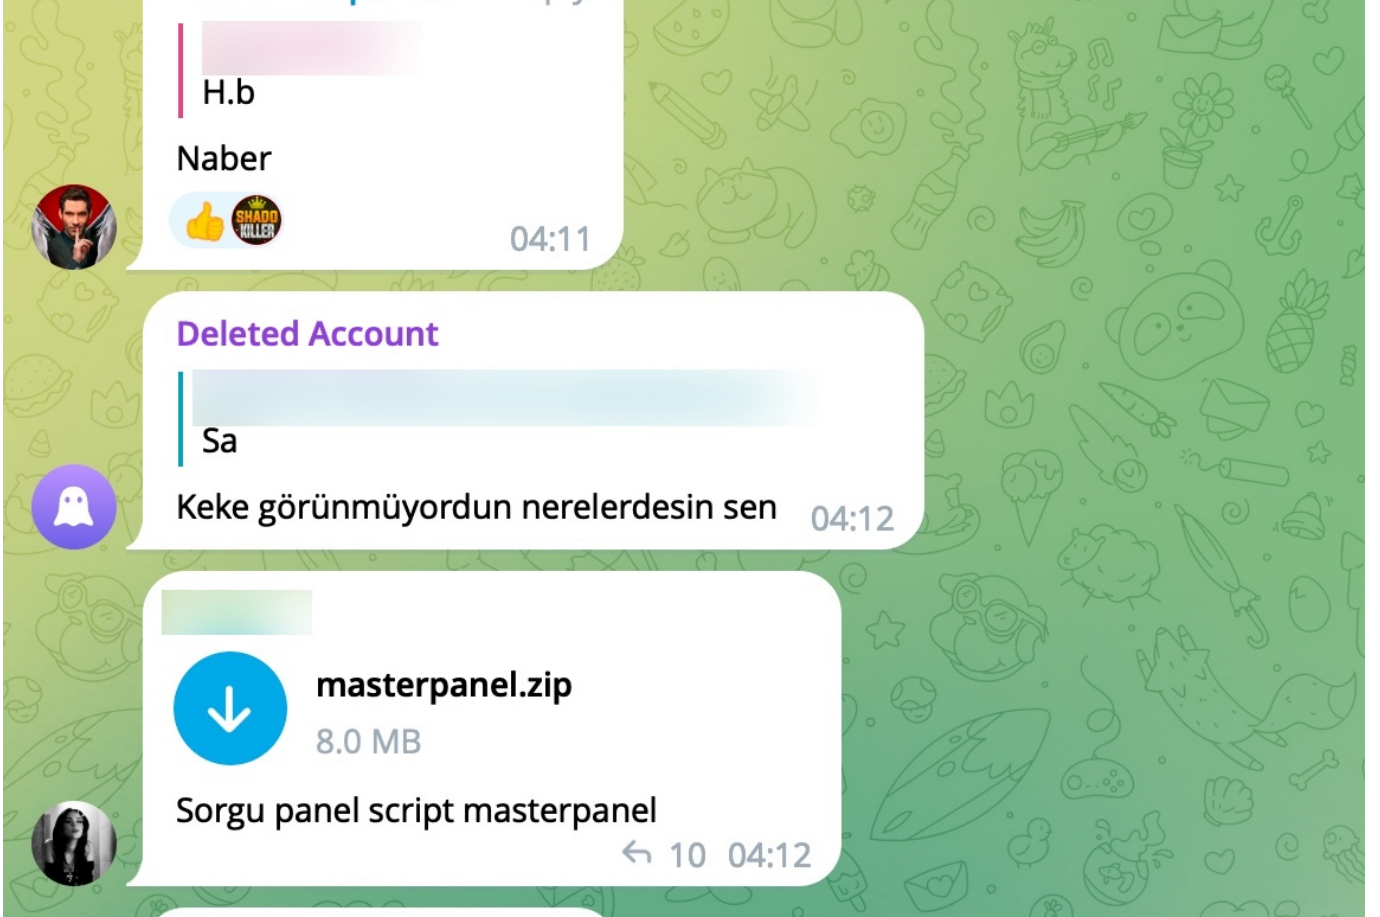 H.b
Naber
SHADO
KILLER
04:11
Deleted Account
Sa
Keke görünmüyordun nerelerdesin sen 04:12
masterpanel.zip
8.0 MB
Sorgu panel script masterpanel
10 04:12